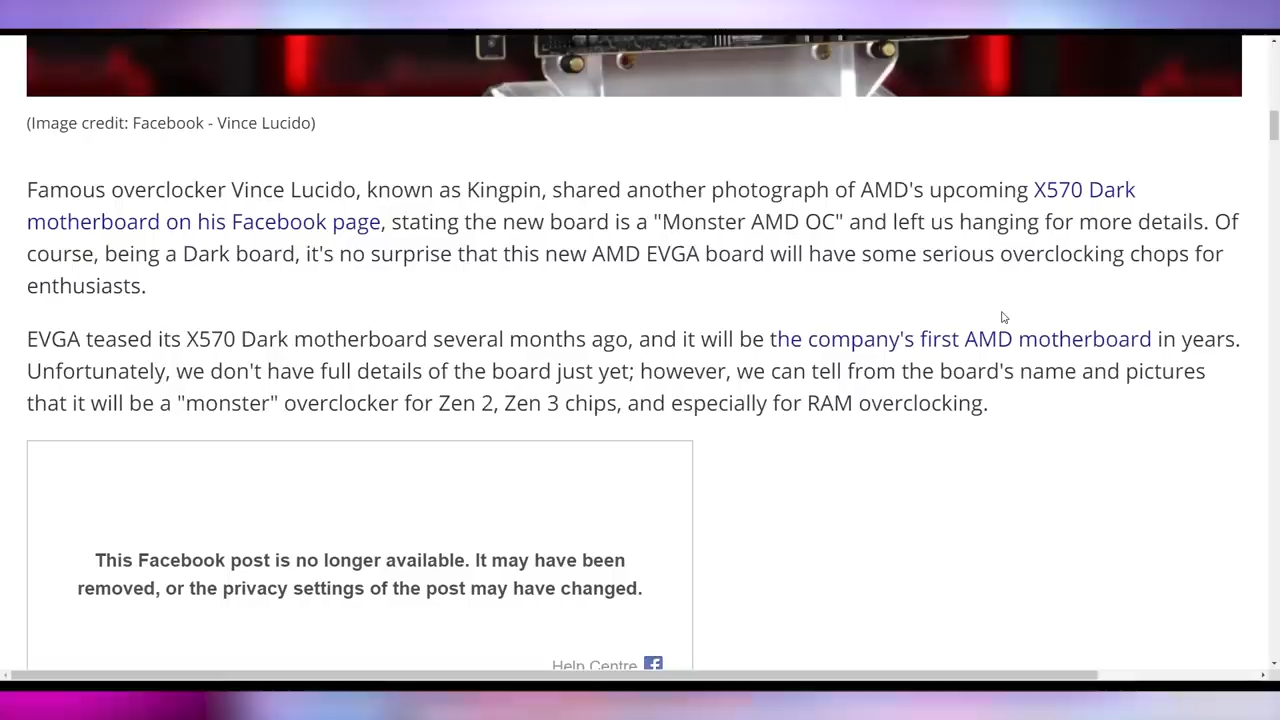 (Image credit: Facebook - Vince Lucido)
Famous overclocker Vince Lucido, known as Kingpin, shared another photograph of AMD's upcoming X570 Dark
motherboard on his Facebook page, stating the new board is a "Monster AMD OC" and left us hanging for more details. Of
course, being a Dark board, it's no surprise that this new AMD EVGA board will have some serious overclocking chops for
enthusiasts.
EVGA teased its X570 Dark motherboard several months ago, and it will be the company's first AMD motherboard in years.
Unfortunately, we don't have full details of the board just yet; however, we can tell from the board's name and pictures
that it will be a "monster" overclocker for Zen 2, Zen 3 chips, and especially for RAM overclocking.
This Facebook post is no longer available. It may have been
removed, or the privacy settings of the post may have changed.
Help Centre